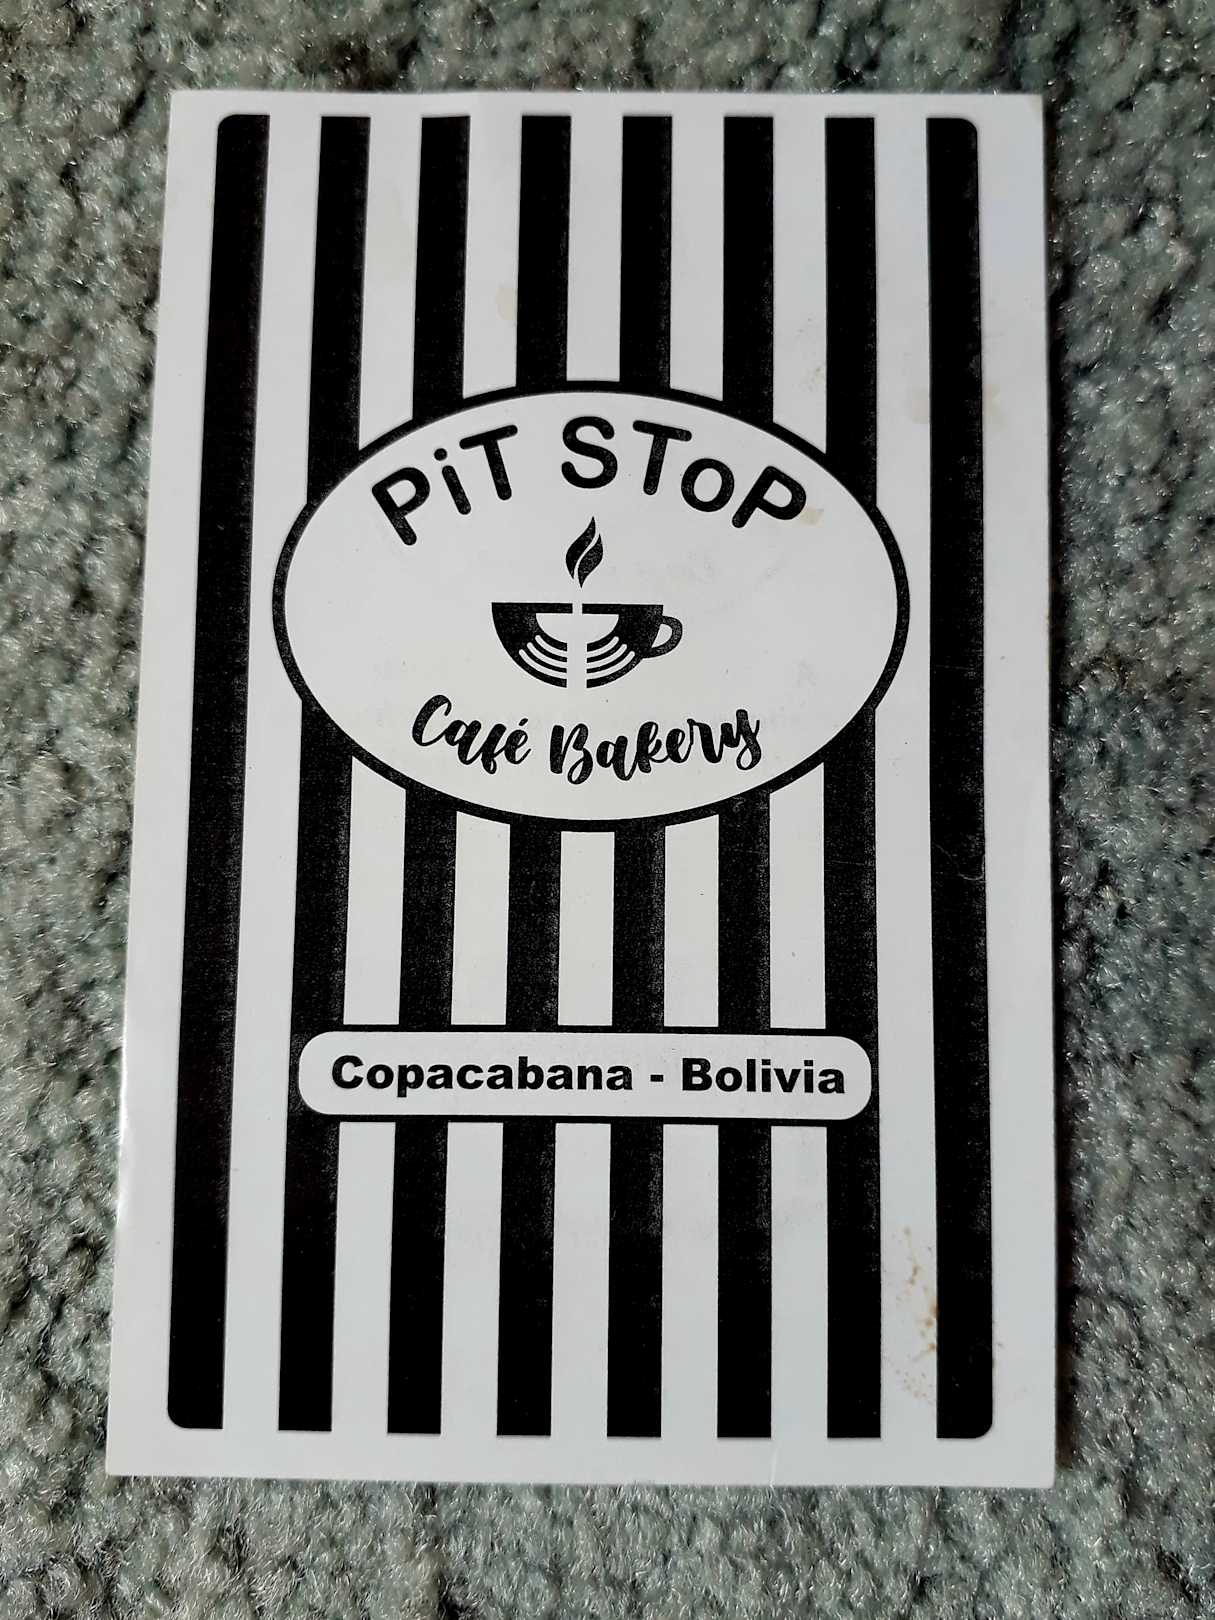 PiT SToP
Café Bakery
Copacabana - Bolivia